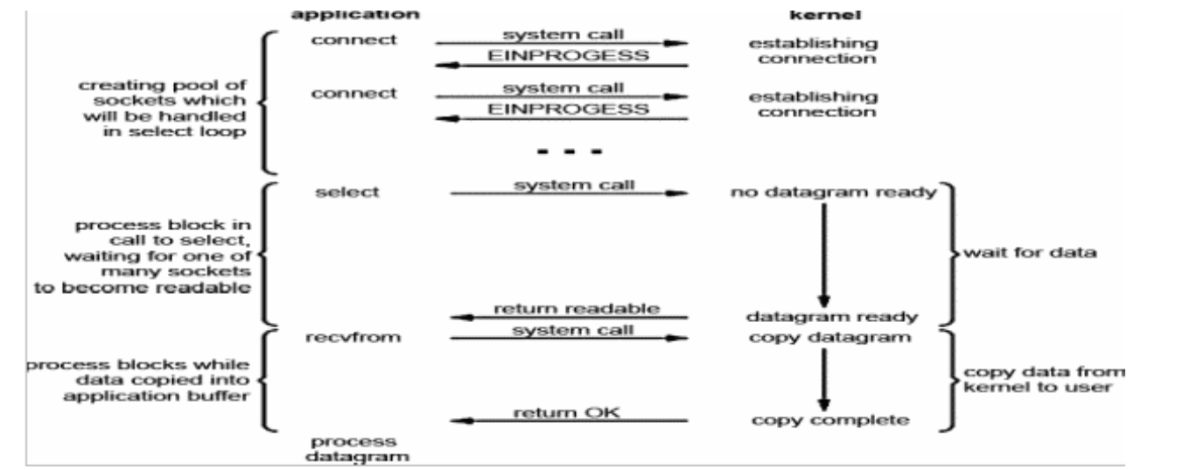 application kernel
connect system call establishing
EINPROGESS connection
creating pool of
sockets which
will be handled
in select loop
connect system call establishing
EINPROGESS connection
...
select system call no datagram ready
process block in
call to select,
waiting for one of
many sockets
to become readable
wait for data
return readable datagram ready
recvfrom system call copy datagram
process blocks while
data copied into
application buffer
copy data from
kernel to user
return OK copy complete
process
datagram